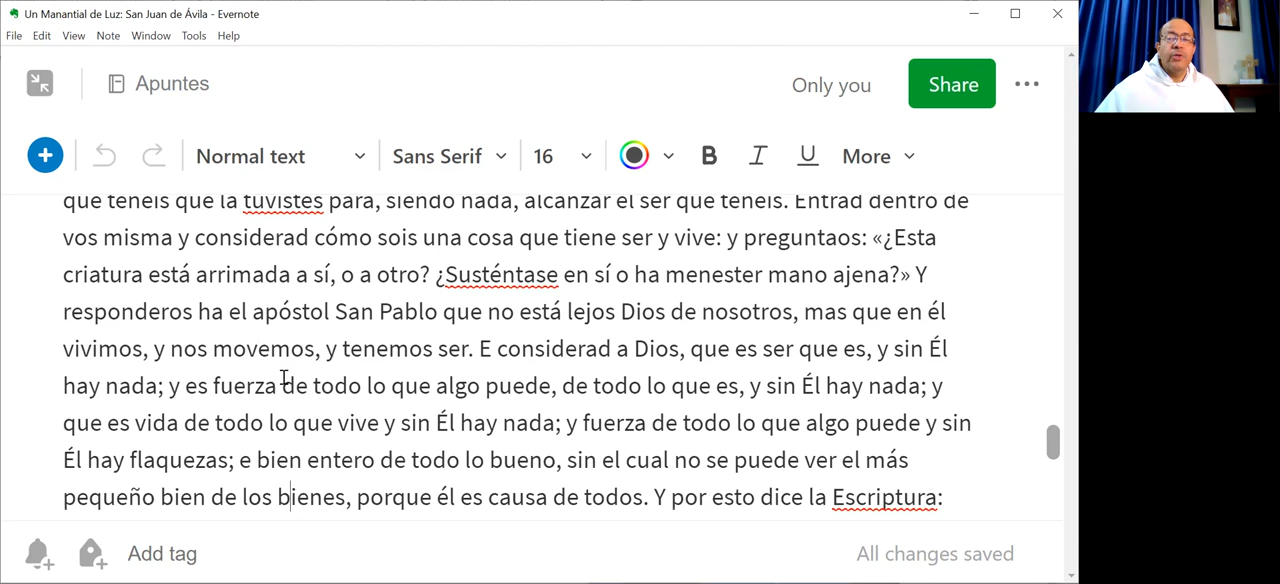 Un Manantial de Luz: San Juan de Ávila - Evernote
File Edit View Note Window Tools Help
Apuntes
Only you
Share
Normal text
Sans Serif
16
B I U More
que tenéis que la tuvistes para, siendo nada, alcanzar el ser que tenéis. Entrad dentro de
vos misma y considerad cómo sois una cosa que tiene ser y vive: y preguntaos: «¿Esta
criatura está arrimada a sí, o a otro? ¿Susténtase en sí o ha menester mano ajena?» Y
responderos ha el apóstol San Pablo que no está lejos Dios de nosotros, mas que en él
vivimos, y nos movemos, y tenemos ser. E considerad a Dios, que es ser que es, y sin Él
hay nada; y es fuerza de todo lo que algo puede, de todo lo que es, y sin Él hay nada; y
que es vida de todo lo que vive y sin Él hay nada; y fuerza de todo lo que algo puede y sin
Él hay flaquezas; e bien entero de todo lo bueno, sin el cual no se puede ver el más
pequeño bien de los bienes, porque él es causa de todos. Y por esto dice la Escriptura:
Add tag
All changes saved